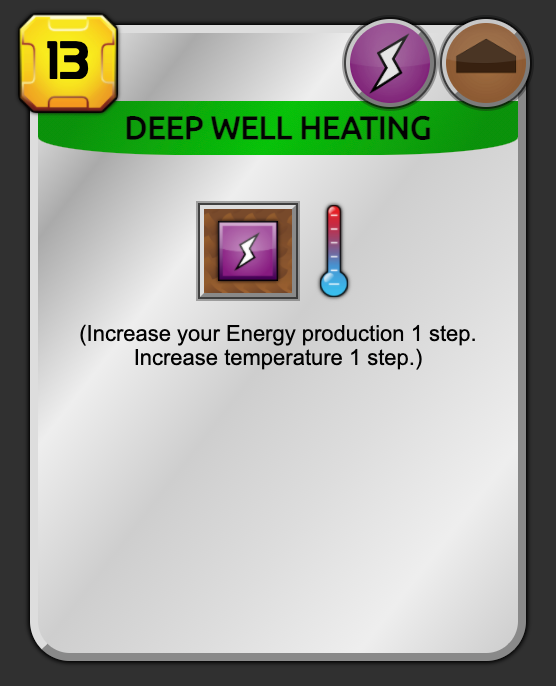 13
DEEP WELL HEATING
(Increase your Energy production 1 step.
Increase temperature 1 step.)